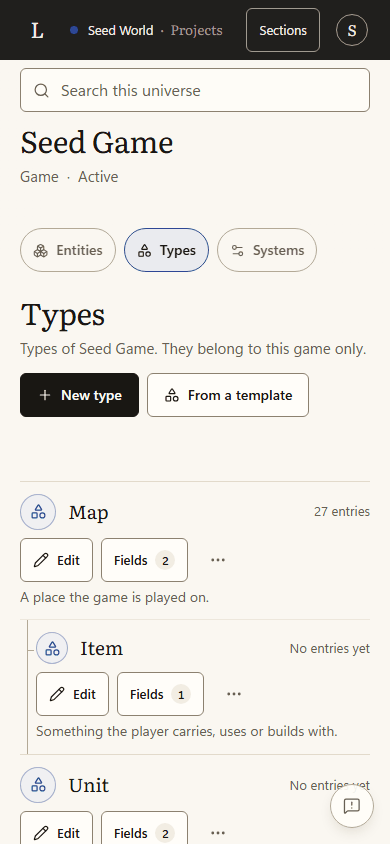 L
Seed World · Projects
Sections
S
Search this universe
Seed Game
Game · Active
Entities
Types
Systems
Types
Types of Seed Game. They belong to this game only.
New type
From a template
Map
27 entries
Edit
Fields 2
A place the game is played on.
Item
No entries yet
Edit
Fields 1
Something the player carries, uses or builds with.
Unit
No entries yet
Edit
Fields 2